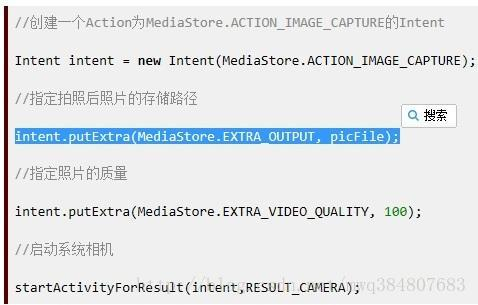 //创建一个Action为MediaStore.ACTION_IMAGE_CAPTURE的Intent
Intent intent = new Intent(MediaStore.ACTION_IMAGE_CAPTURE);
//指定拍照后照片的存储路径
搜索
intent.putExtra(MediaStore.EXTRA_OUTPUT, picFile);
//指定照片的质量
intent.putExtra(MediaStore.EXTRA_VIDEO_QUALITY, 100);
//启动系统相机
startActivityForResult(intent,RESULT_CAMERA);